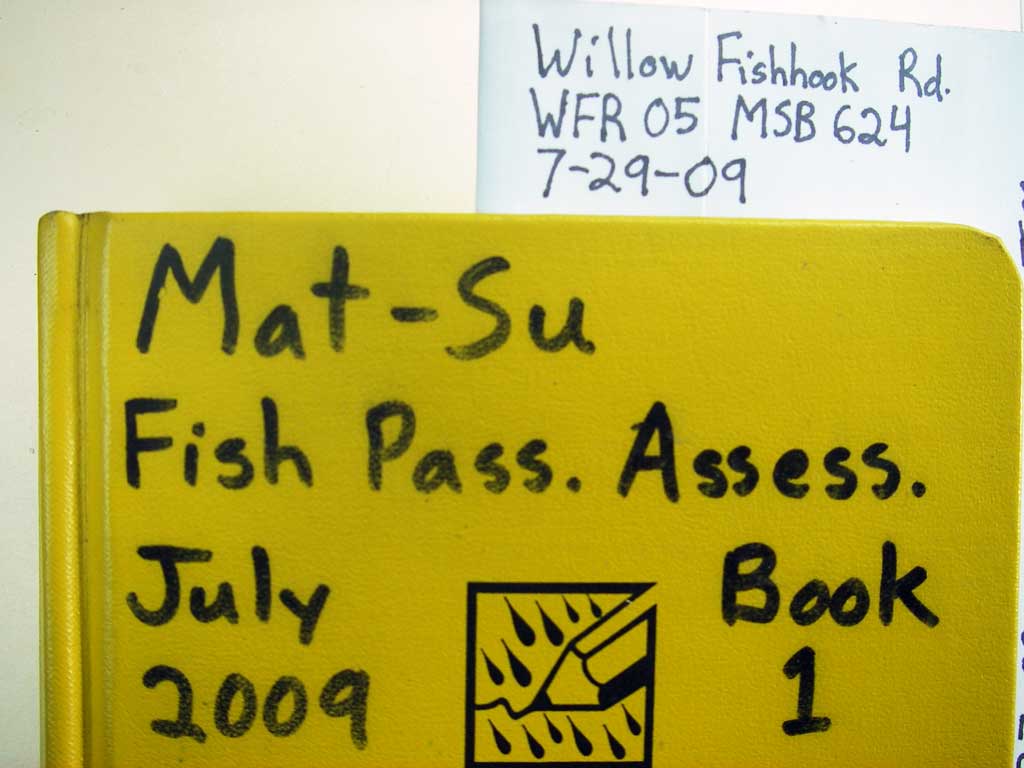 Willow Fishhook Rd.
WFR 05 MSB 624
7-29-09
Mat-Su
Fish Pass. Assess.
July
2009
Book
1